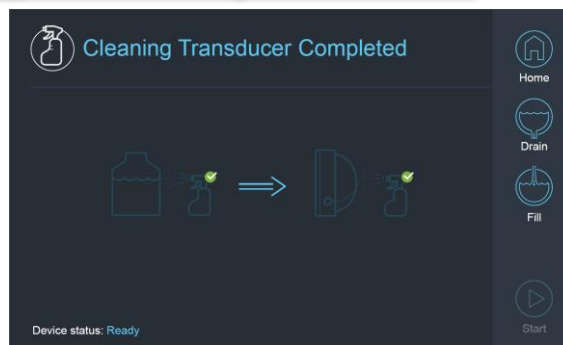 Cleaning Transducer Completed
Home
Drain
Fill
Device status: Ready
Start